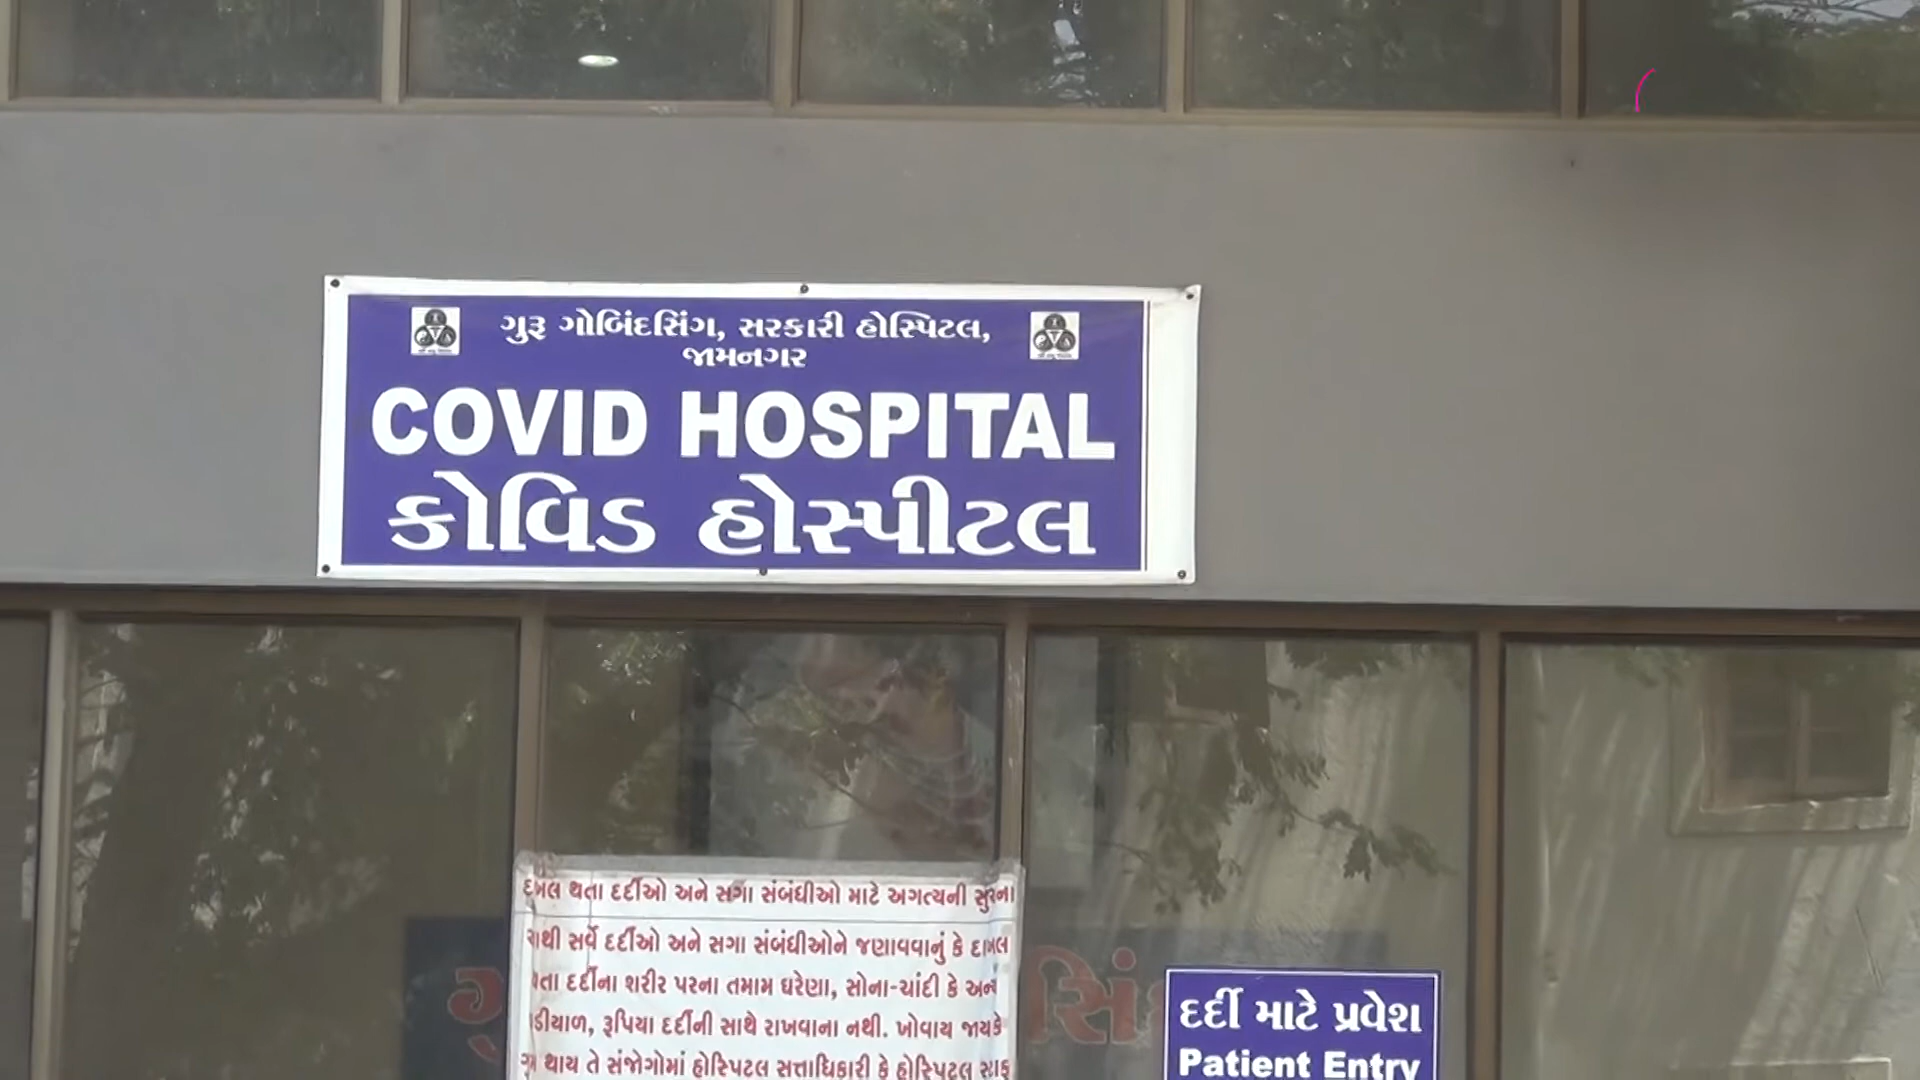 ગુરૂ ગોબિંદસિંગ, સરકારી હોસ્પિટલ,
જામનગર
COVID HOSPITAL
કોવિડ હોસ્પીટલ
દાખલ થતા દર્દીઓ અને સગા સંબંધીઓ માટે અગત્યની સુચના
સર્વે દર્દીઓ અને સગા સંબંધીઓને જણાવવાનું કે દાખલ
થતા દર્દીના શરીર પરના તમામ ઘરેણા, સોના-ચાંદી કે અન્ય
રૂપિયા દર્દીની સાથે રાખવાના નથી. ખોવાય જાયકે
થાય તે સંજોગોમાં હોસ્પિટલ સત્તાધિકારી કે હોસ્પિટલ સ્ટાફ
દર્દી માટે પ્રવેશ
Patient Entry